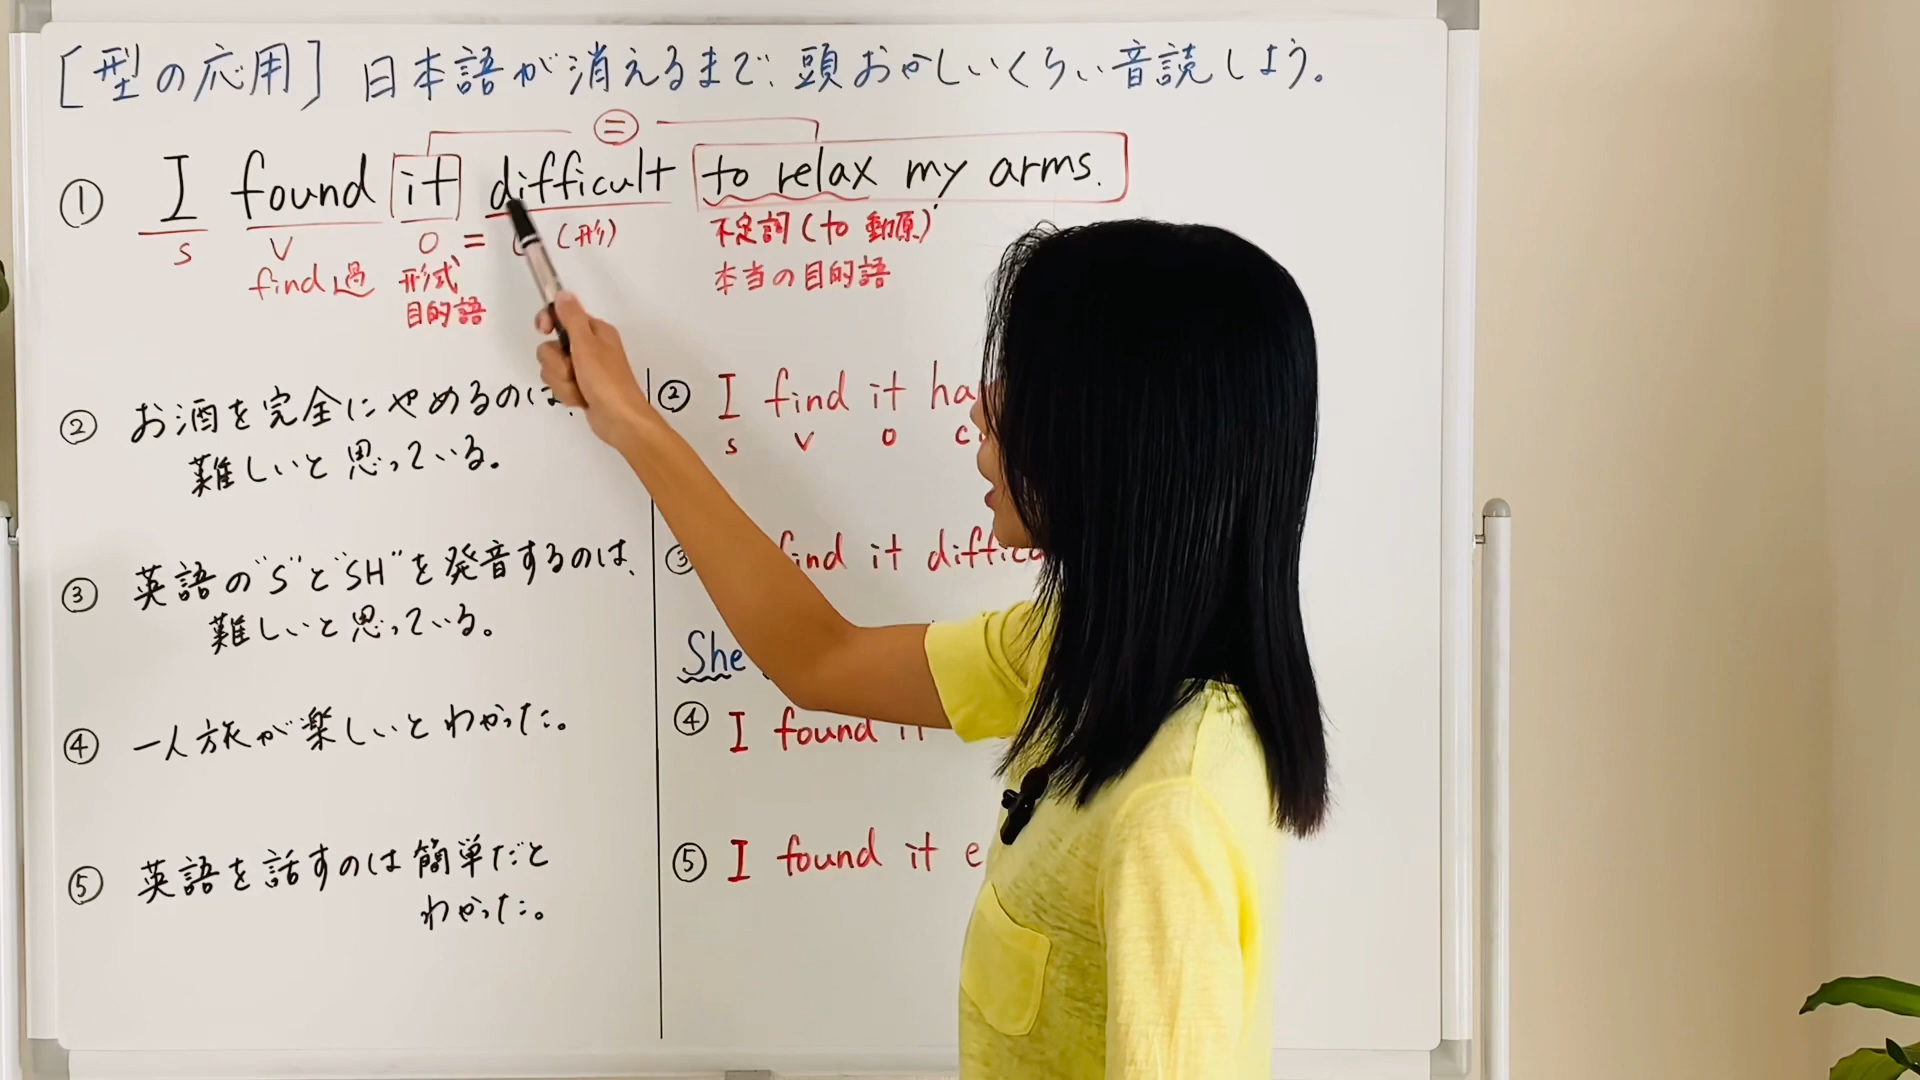 [型の応用] 日本語が消えるまで、頭おかしいくらい音読しよう。
=
① I found it difficult to relax my arms.
S V O = (形) 不定詞(to 動原)
find過 形式目的語 本当の目的語
② お酒を完全にやめるのは、
難しいと思っている。
③ 英語の"S"と"SH"を発音するのは、
難しいと思っている。
④ 一人旅が楽しいとわかった。
⑤ 英語を話すのは簡単だと
わかった。
② I find it
S V O C
③ find it
She
④ I found it
⑤ I found it